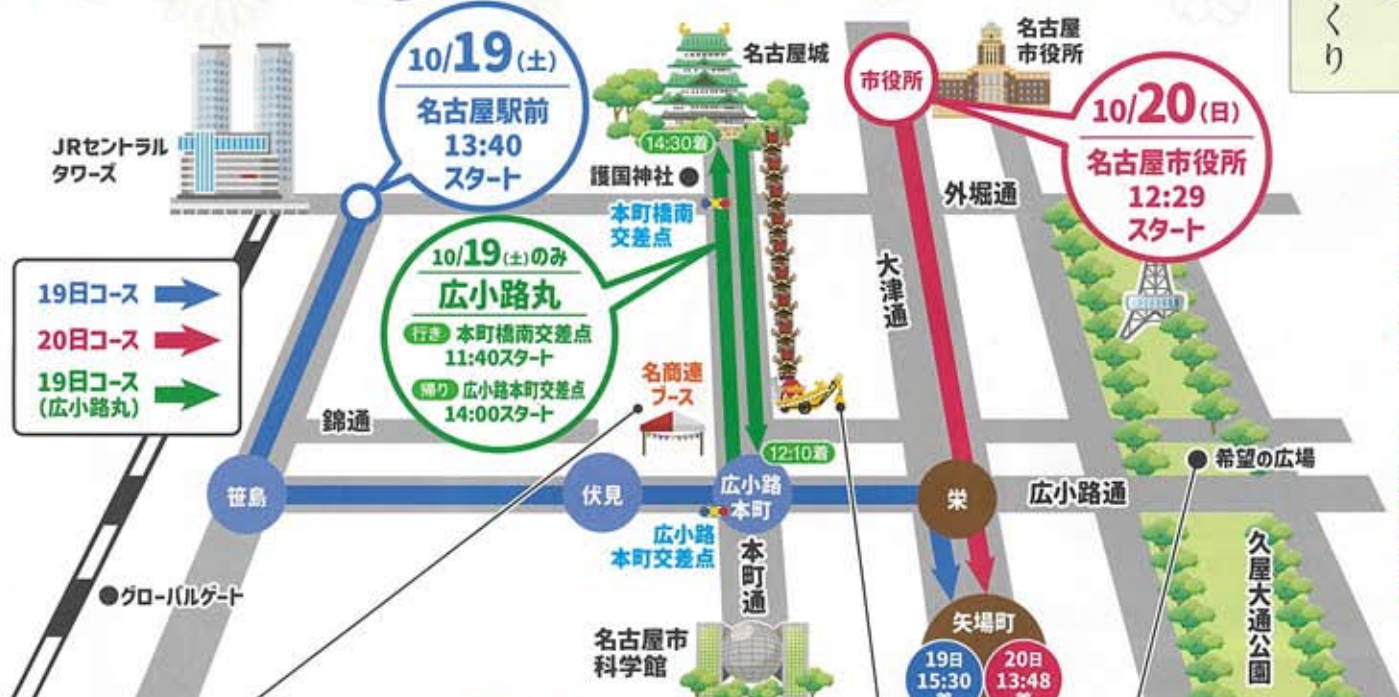 くり
10/19(土)
名古屋駅前
13:40
スタート
名古屋城
市役所
名古屋
市役所
10/20(日)
名古屋市役所
12:29
スタート
JRセントラル
タワーズ
14:30着
護国神社
本町橋南
交差点
外堀通
10/19(土)のみ
広小路丸
行き 本町橋南交差点
11:40スタート
帰り 広小路本町交差点
14:00スタート
大津通
19日コース
20日コース
19日コース
(広小路丸)
名商連
ブース
錦通
12:10着
希望の広場
笹島
伏見
広小路
本町
栄
広小路通
広小路
本町交差点
本町通
久屋大通公園
グローバルゲート
名古屋市
科学館
矢場町
19日
15:30
着
20日
13:48
着